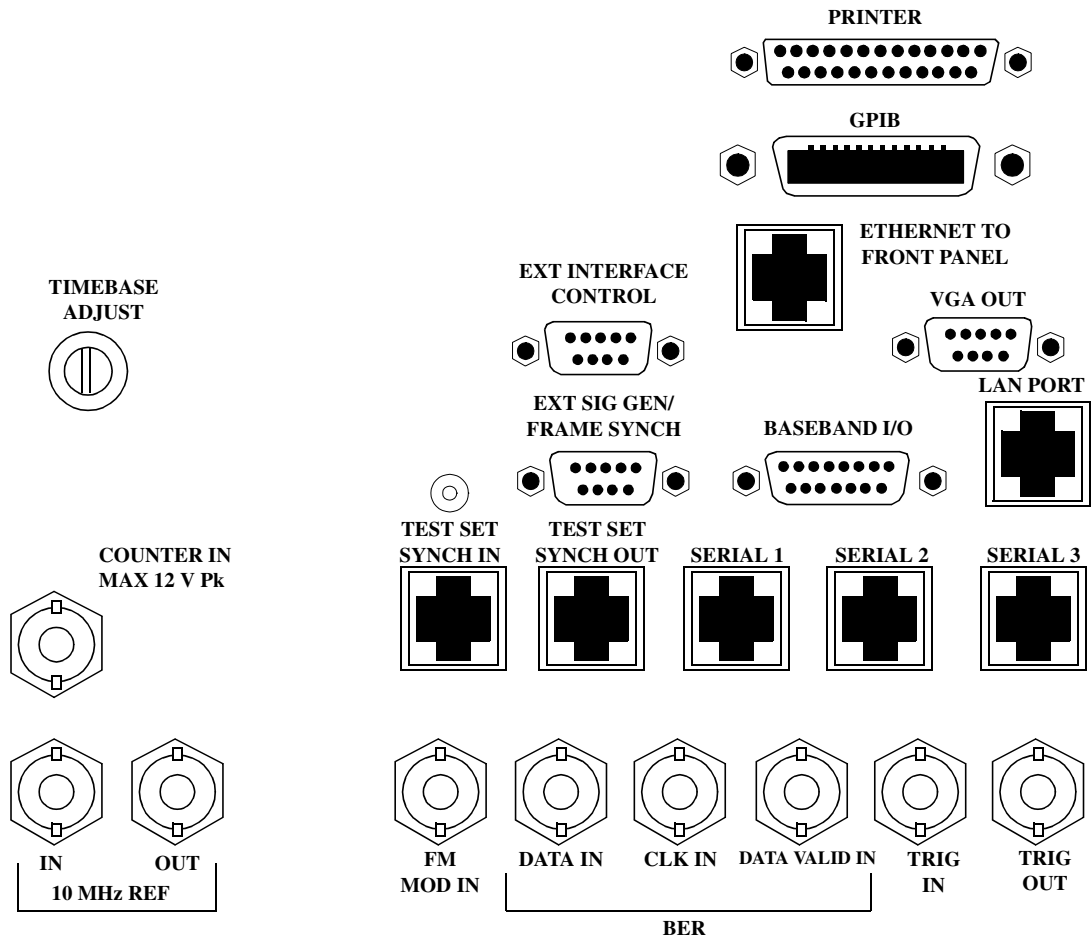 PRINTER
GPIB
ETHERNET TO
FRONT PANEL
EXT INTERFACE
CONTROL
TIMEBASE
ADJUST
VGA OUT
LAN PORT
EXT SIG GEN/
FRAME SYNCH
BASEBAND I/O
TEST SET
SYNCH IN
TEST SET
SYNCH OUT
SERIAL 1
SERIAL 2
SERIAL 3
COUNTER IN
MAX 12 V Pk
IN
OUT
10 MHz REF
FM
MOD IN
DATA IN
CLK IN
DATA VALID IN
TRIG
IN
TRIG
OUT
BER